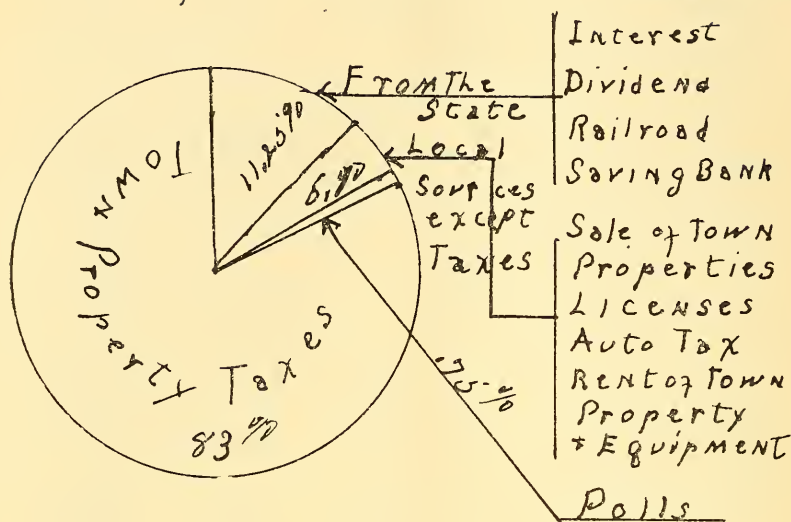 Town Property Taxes
83%
11.25%
6.%
.75%
From The
State
Interest
Dividend
Railroad
Saving Bank
Local
Sources
except
Taxes
Sale of Town
Properties
Licenses
Auto Tax
Rent of Town
Property
+ Equipment
Polls